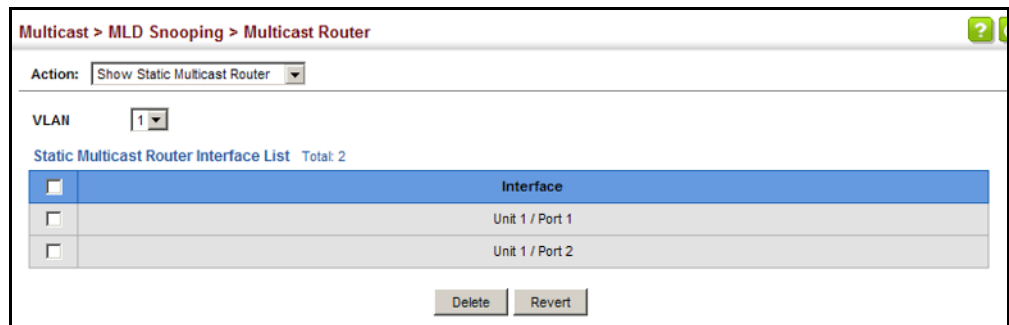 Multicast > MLD Snooping > Multicast Router
?
Action: Show Static Multicast Router
VLAN 1
Static Multicast Router Interface List Total: 2
Interface
Unit 1 / Port 1
Unit 1 / Port 2
Delete Revert